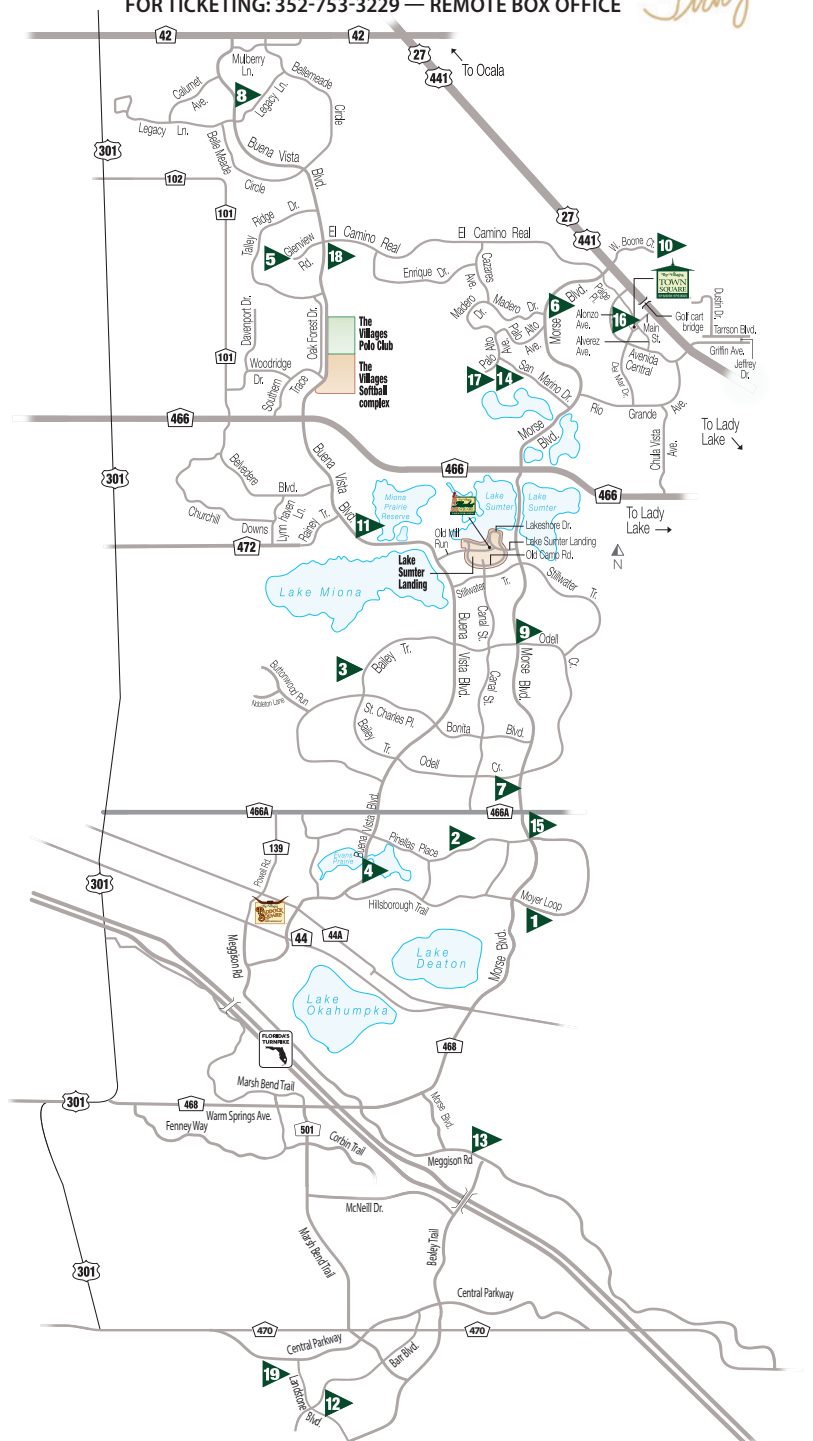 FOR TICKETING: 352-753-3229 — REMOTE BOX OFFICE
42
42
27
441
To Ocala
Mulberry
Ln.
Bellemeade
Circle
Calumet
Ave.
8
Legacy Ln.
Legacy Ln.
Belle Meade
Circle
Buena Vista
Blvd.
301
102
101
Ridge Dr.
Talley
5
Glenview
Rd.
18
El Camino Real
El Camino Real
Enrique Dr.
Cazares
Ave.
27
441
W. Boone Ct.
10
TOWN
SQUARE
Paige Pl.
6
Morse Blvd.
Madero
Dr.
Madero Dr.
Palo
Alto
Ave.
Palo
Alto
Ave.
Alonzo
Ave.
16
Main
St.
Golf cart
bridge
Dustin Dr.
Tarrson Blvd.
Griffin Ave.
Jeffrey
Dr.
Alverez
Ave.
Avenida
Central
Del Mar Dr.
Davenport Dr.
Oak Forest Dr.
The
Villages
Polo Club
The
Villages
Softball
complex
101
Woodridge
Dr.
Southern
Trace
17
14
San Marino Dr.
Rio Grande Ave.
Chula Vista
Ave.
To Lady
Lake
466
Morse
Blvd.
301
466
466
To Lady
Lake
Buena Vista
Blvd.
Belvedere
Blvd.
Churchill
Downs
Lynnhaven
Ln.
Rainey Tr.
11
Miona
Prairie
Reserve
Lake
Sumter
Lake
Sumter
Lakeshore Dr.
Lake Sumter Landing
Old Camp Rd.
Old Mill
Run
N
472
Lake
Sumter
Landing
Lake Miona
Stillwater Tr.
Stillwater Tr.
Canal St.
Buena
Vista Blvd.
9
Odell
Cr.
3
Bailey Tr.
Morse Blvd.
Canal St.
Buttonwood Run
Nobleton Lane
St. Charles Pl.
Bonita Blvd.
Bailey
Tr.
Odell
Cr.
7
466A
466A
Buena Vista Blvd.
15
139
Powell Rd.
Pinellas Place
2
Evans
Prairie
4
301
Hillsborough Trail
Moyer Loop
1
44
44A
Meggison Rd
Lake
Deaton
Morse Blvd.
Lake
Okahumpka
FLORIDA'S
TURNPIKE
468
Marsh Bend Trail
301
468
Warm Springs Ave.
Fenney Way
501
Corbin Trail
Morse Blvd.
13
Meggison Rd
McNeill Dr.
Marsh Bend Trail
Bexley Trail
301
Central Parkway
470
470
Central Parkway
Barr Blvd.
19
Landstone
Blvd.
12